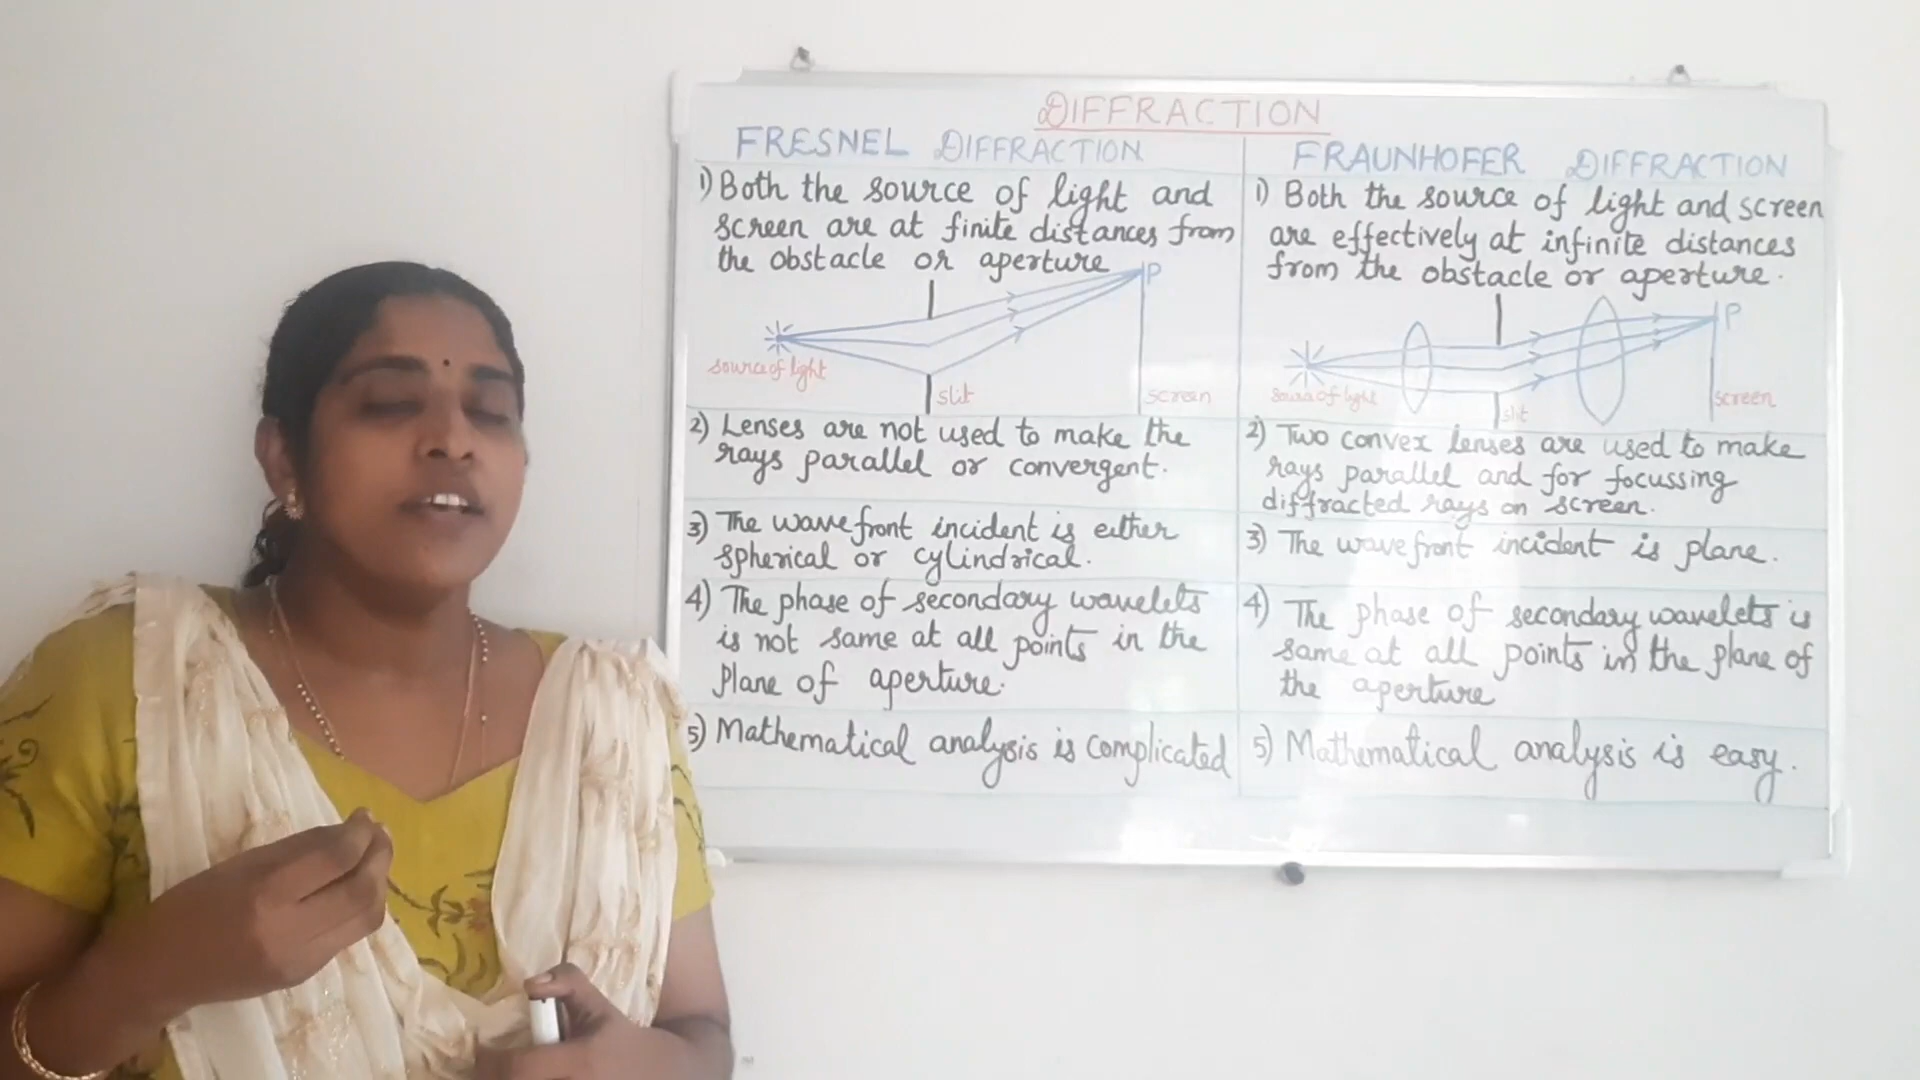 DIFFRACTION
FRESNEL DIFFRACTION
1) Both the source of light and
screen are at finite distances from
the obstacle or aperture
P
source of light
slit
screen
2) Lenses are not used to make the
rays parallel or convergent.
3) The wavefront incident is either
spherical or cylindrical.
4) The phase of secondary wavelets
is not same at all points in the
plane of aperture.
5) Mathematical analysis is complicated
FRAUNHOFER DIFFRACTION
1) Both the source of light and screen
are effectively at infinite distances
from the obstacle or aperture.
P
source of light
slit
screen
2) Two convex lenses are used to make
rays parallel and for focussing
diffracted rays on screen.
3) The wavefront incident is plane.
4) The phase of secondary wavelets is
same at all points in the plane of
the aperture
5) Mathematical analysis is easy.